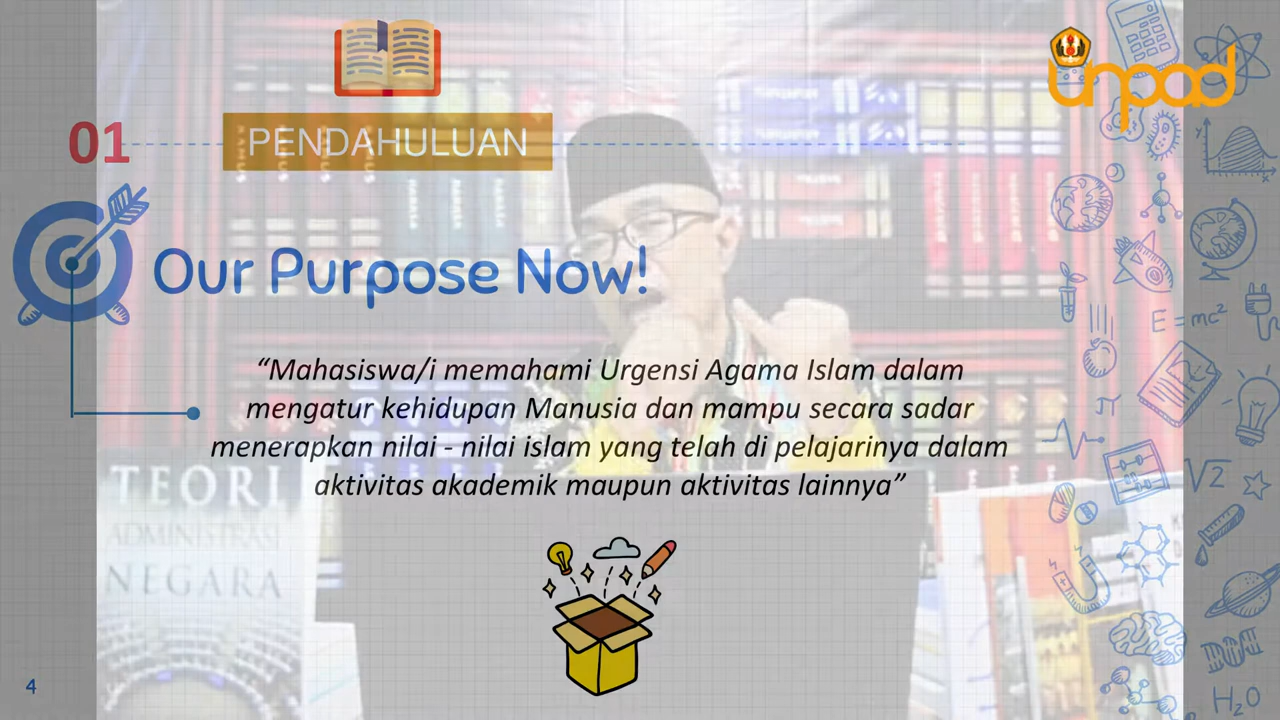 unpad
01
PENDAHULUAN
Our Purpose Now!
“Mahasiswa/i memahami Urgensi Agama Islam dalam
mengatur kehidupan Manusia dan mampu secara sadar
menerapkan nilai - nilai islam yang telah di pelajarinya dalam
aktivitas akademik maupun aktivitas lainnya”
TEORI
ADMINISTRASI
NEGARA
E = mc²
π
√2
H₂O
y
x
4